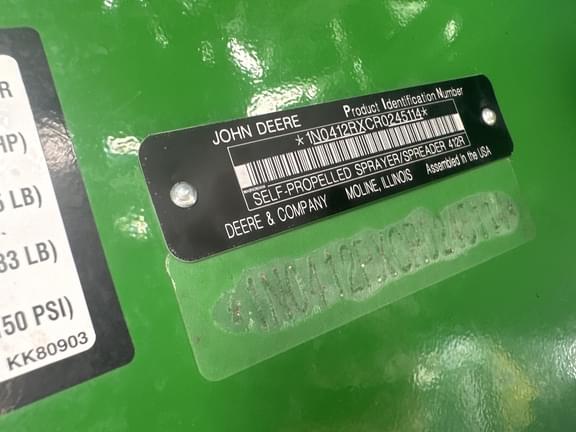 R
HP)
LB)
33 LB)
150 PSI)
KK80903
JOHN DEERE Product Identification Number
*1N0412RXCR0245114*
SELF-PROPELLED SPRAYER/SPREADER 412R
DEERE & COMPANY MOLINE, ILLINOIS Assembled in the USA